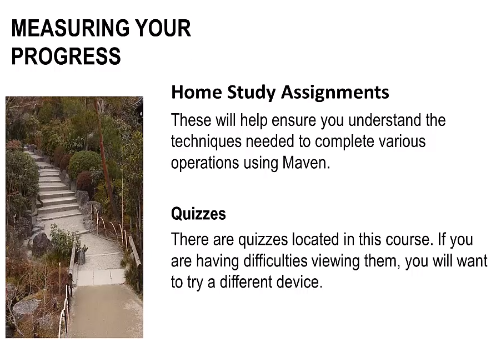 MEASURING YOUR
PROGRESS
Home Study Assignments
These will help ensure you understand the
techniques needed to complete various
operations using Maven.
Quizzes
There are quizzes located in this course. If you
are having difficulties viewing them, you will want
to try a different device.